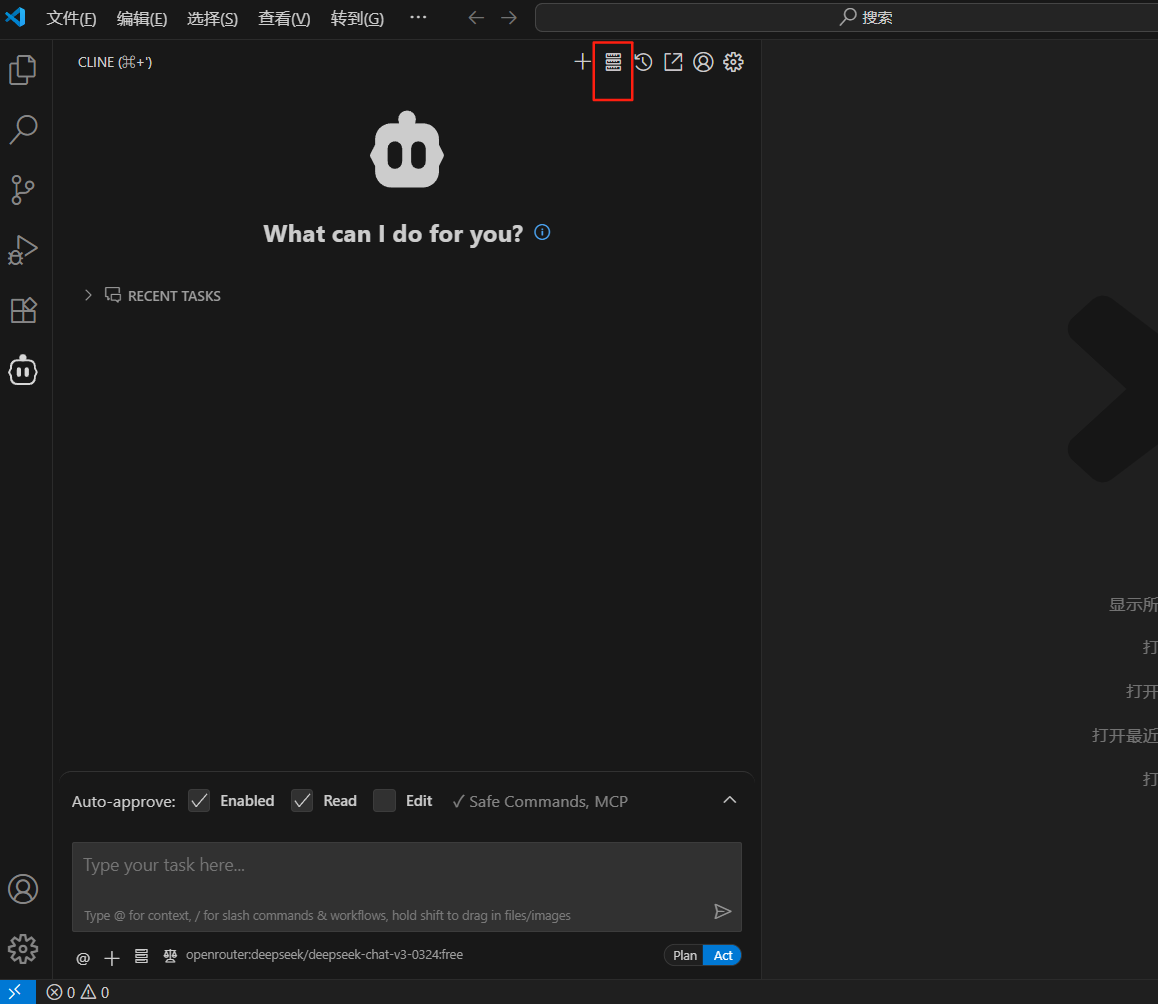 文件(F) 编辑(E) 选择(S) 查看(V) 转到(G) ··· 搜索
CLINE (⌘+')
What can I do for you?
RECENT TASKS
显示所
打
打开
打开最近
打
Auto-approve: Enabled Read Edit ✓ Safe Commands, MCP
Type your task here...
Type @ for context, / for slash commands & workflows, hold shift to drag in files/images
@ openrouter:deepseek/deepseek-chat-v3-0324:free Plan Act
0 0